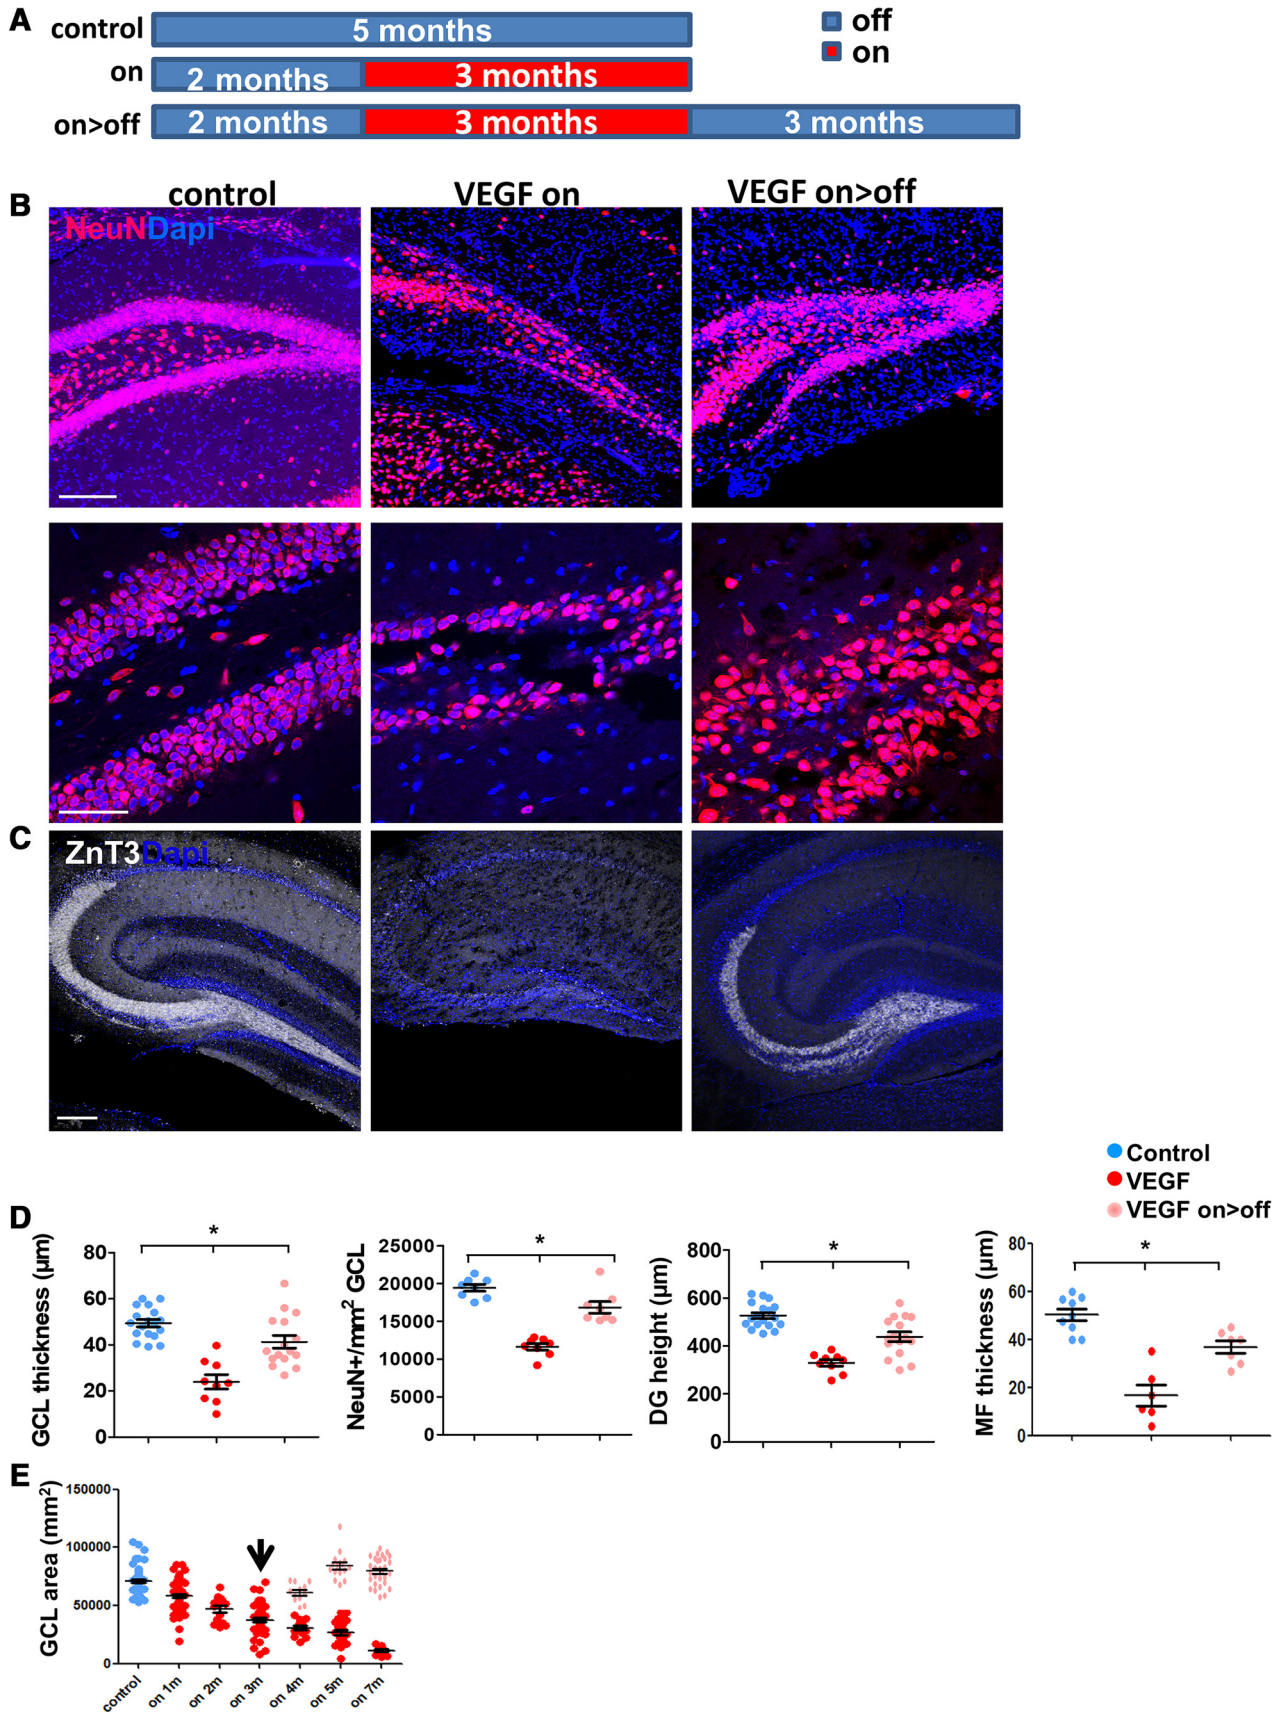 A
control
5 months
off
on
on
2 months
3 months
on>off
2 months
3 months
3 months
B
control
VEGF on
VEGF on>off
NeuNDapi
C
ZnT3Dapi
Control
VEGF
VEGF on>off
D
GCL thickness (μm)
80
60
40
20
0
*
NeuN+/mm² GCL
25000
20000
15000
10000
5000
0
*
DG height (μm)
800
600
400
200
0
*
MF thickness (μm)
80
60
40
20
0
*
E
GCL area (mm²)
150000
100000
50000
0
control
on 1m
on 2m
on 3m
on 4m
on 5m
on 7m